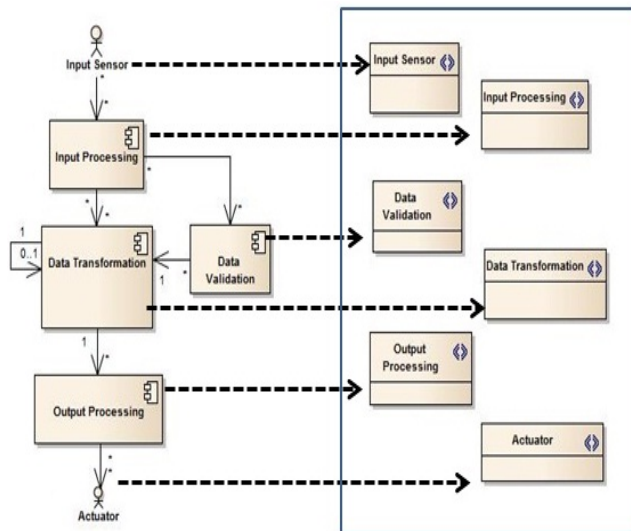 Input Sensor
*
*
Input Processing
*
*
*
*
1
0..1
Data Transformation
1
*
Data
Validation
1
*
Output Processing
*
*
Actuator
Input Sensor
Input Processing
Data
Validation
Data Transformation
Output
Processing
Actuator